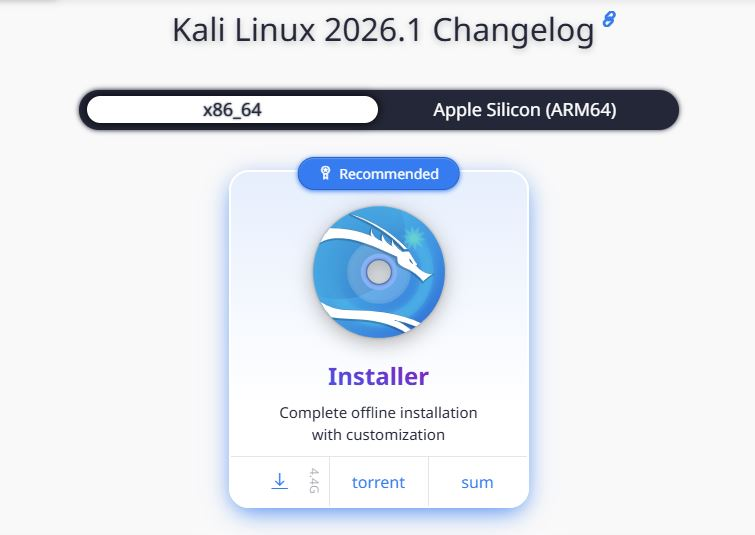 Kali Linux 2026.1 Changelog
x86_64
Apple Silicon (ARM64)
Recommended
Installer
Complete offline installation
with customization
4.4G
torrent
sum